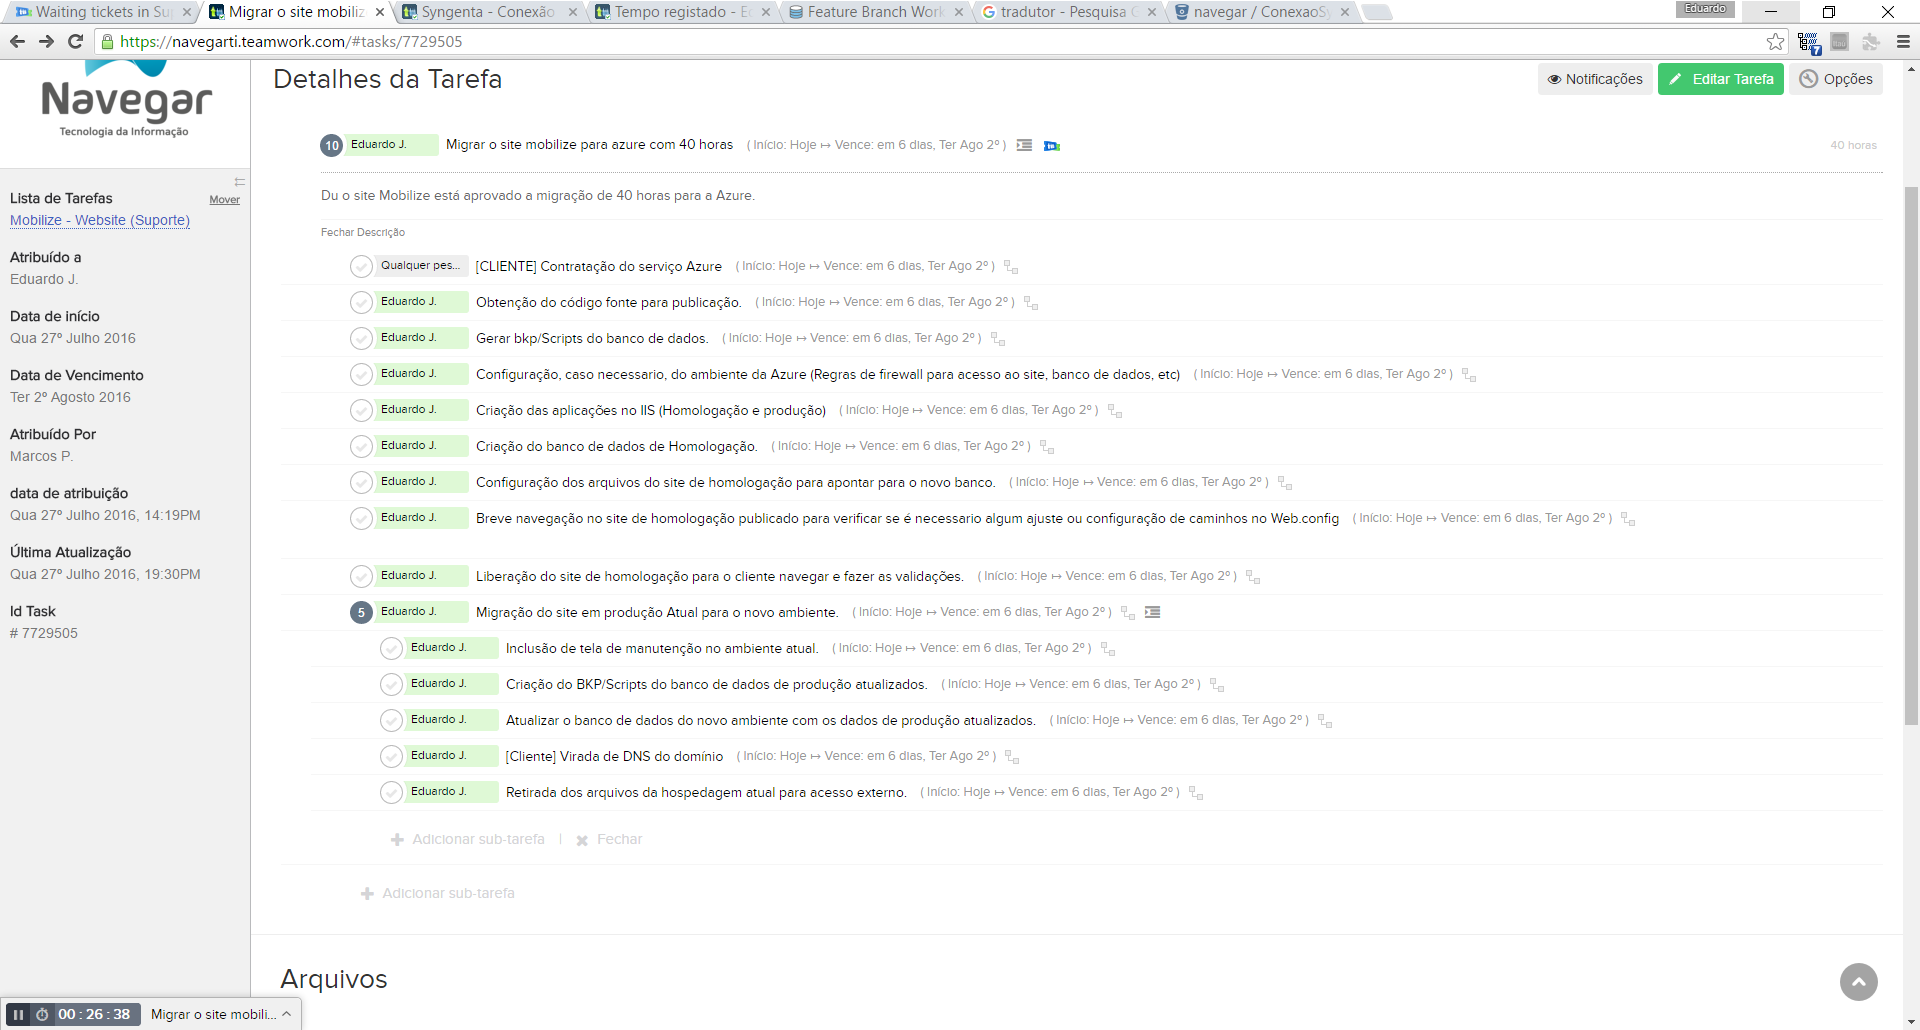 Waiting tickets in Sup
Migrar o site mobiliz
Syngenta - Conexão
Tempo registado - E
Feature Branch Work
tradutor - Pesquisa G
navegar / ConexaoSy
Eduardo
https://navegarti.teamwork.com/#tasks/7729505
7
Navegar
Tecnologia da Informação
Lista de Tarefas
Mover
Mobilize - Website (Suporte)
Atribuído a
Eduardo J.
Data de início
Qua 27º Julho 2016
Data de Vencimento
Ter 2º Agosto 2016
Atribuído Por
Marcos P.
data de atribuição
Qua 27º Julho 2016, 14:19PM
Última Atualização
Qua 27º Julho 2016, 19:30PM
Id Task
# 7729505
Detalhes da Tarefa
Notificações
Editar Tarefa
Opções
10 Eduardo J. Migrar o site mobilize para azure com 40 horas ( Início: Hoje ↦ Vence: em 6 dias, Ter Ago 2º ) 40 horas
Du o site Mobilize está aprovado a migração de 40 horas para a Azure.
Fechar Descrição
Qualquer pes... [CLIENTE] Contratação do serviço Azure ( Início: Hoje ↦ Vence: em 6 dias, Ter Ago 2º )
Eduardo J. Obtenção do código fonte para publicação. ( Início: Hoje ↦ Vence: em 6 dias, Ter Ago 2º )
Eduardo J. Gerar bkp/Scripts do banco de dados. ( Início: Hoje ↦ Vence: em 6 dias, Ter Ago 2º )
Eduardo J. Configuração, caso necessario, do ambiente da Azure (Regras de firewall para acesso ao site, banco de dados, etc) ( Início: Hoje ↦ Vence: em 6 dias, Ter Ago 2º )
Eduardo J. Criação das aplicações no IIS (Homologação e produção) ( Início: Hoje ↦ Vence: em 6 dias, Ter Ago 2º )
Eduardo J. Criação do banco de dados de Homologação. ( Início: Hoje ↦ Vence: em 6 dias, Ter Ago 2º )
Eduardo J. Configuração dos arquivos do site de homologação para apontar para o novo banco. ( Início: Hoje ↦ Vence: em 6 dias, Ter Ago 2º )
Eduardo J. Breve navegação no site de homologação publicado para verificar se é necessario algum ajuste ou configuração de caminhos no Web.config ( Início: Hoje ↦ Vence: em 6 dias, Ter Ago 2º )
Eduardo J. Liberação do site de homologação para o cliente navegar e fazer as validações. ( Início: Hoje ↦ Vence: em 6 dias, Ter Ago 2º )
5 Eduardo J. Migração do site em produção Atual para o novo ambiente. ( Início: Hoje ↦ Vence: em 6 dias, Ter Ago 2º )
Eduardo J. Inclusão de tela de manutenção no ambiente atual. ( Início: Hoje ↦ Vence: em 6 dias, Ter Ago 2º )
Eduardo J. Criação do BKP/Scripts do banco de dados de produção atualizados. ( Início: Hoje ↦ Vence: em 6 dias, Ter Ago 2º )
Eduardo J. Atualizar o banco de dados do novo ambiente com os dados de produção atualizados. ( Início: Hoje ↦ Vence: em 6 dias, Ter Ago 2º )
Eduardo J. [Cliente] Virada de DNS do domínio ( Início: Hoje ↦ Vence: em 6 dias, Ter Ago 2º )
Eduardo J. Retirada dos arquivos da hospedagem atual para acesso externo. ( Início: Hoje ↦ Vence: em 6 dias, Ter Ago 2º )
Adicionar sub-tarefa | Fechar
Adicionar sub-tarefa
Arquivos
00 : 26 : 38 Migrar o site mobili...